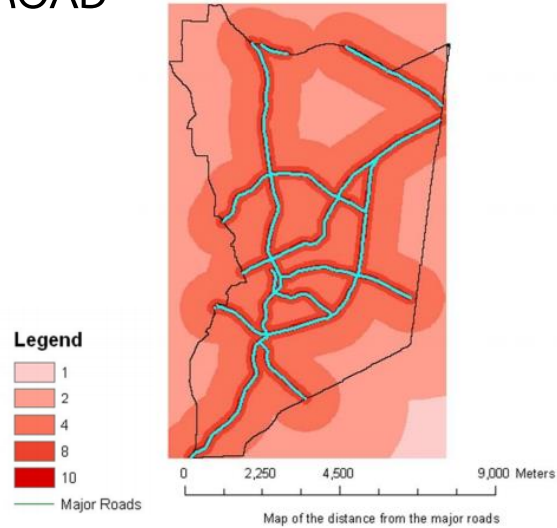 Legend
1
2
4
8
10
Major Roads
0 2,250 4,500 9,000 Meters
Map of the distance from the major roads